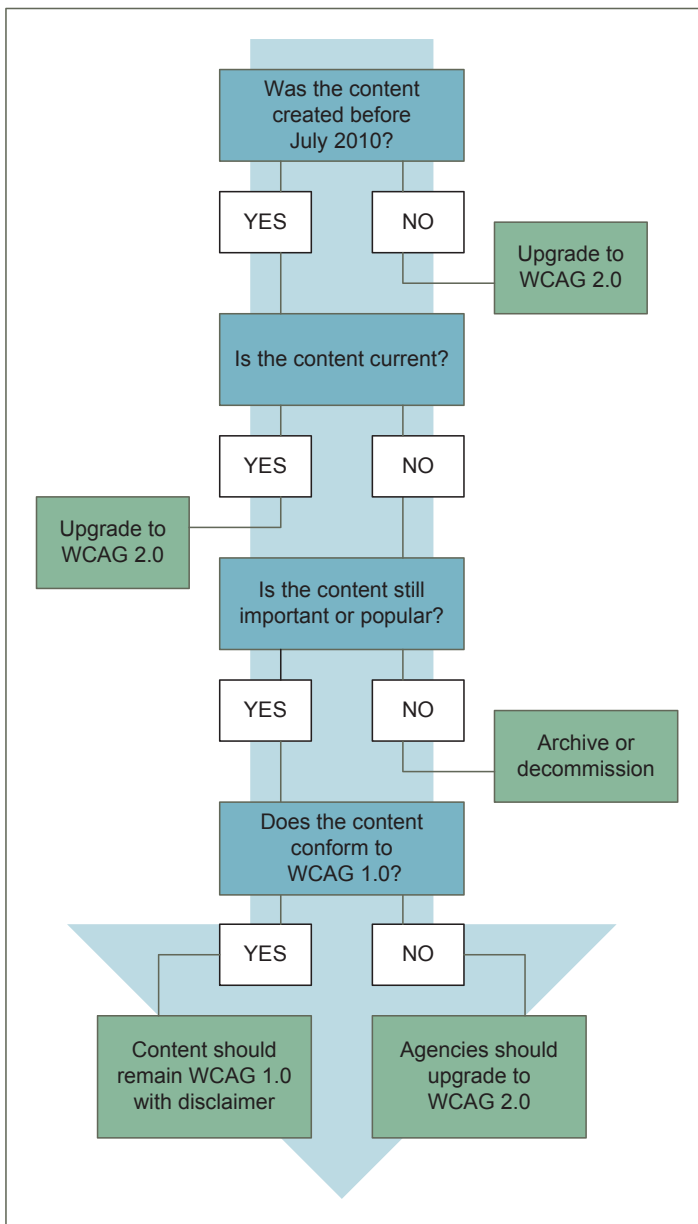 Was the content
created before
July 2010?
YES
NO
Upgrade to
WCAG 2.0
Is the content current?
YES
NO
Upgrade to
WCAG 2.0
Is the content still
important or popular?
YES
NO
Archive or
decommission
Does the content
conform to
WCAG 1.0?
YES
NO
Content should
remain WCAG 1.0
with disclaimer
Agencies should
upgrade to
WCAG 2.0